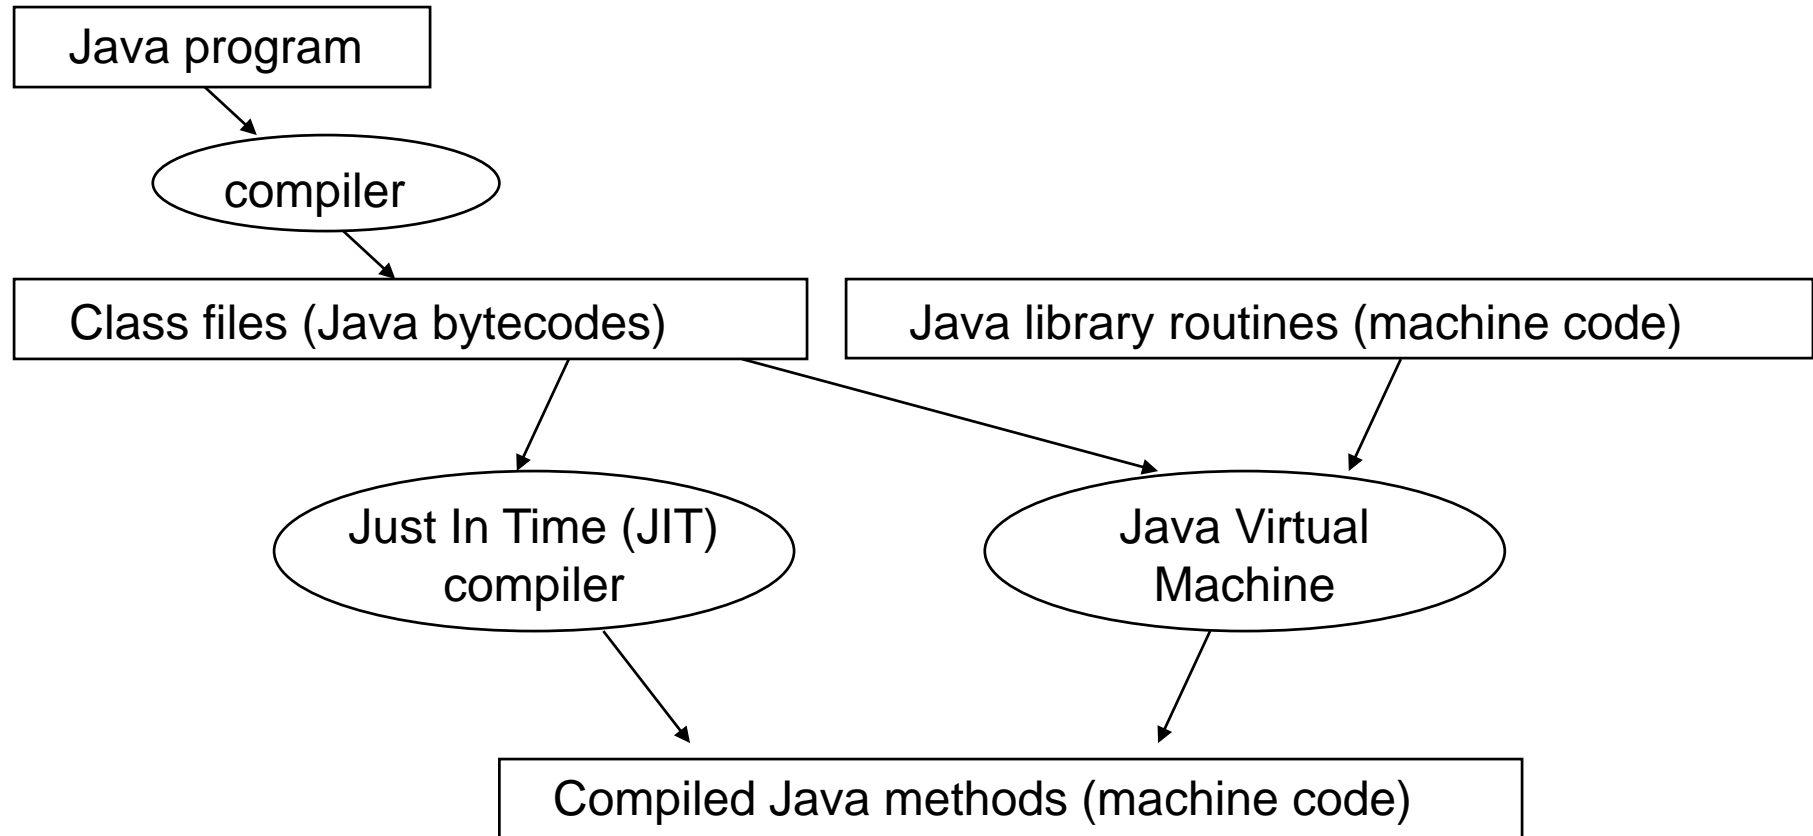 Java program
compiler
Class files (Java bytecodes)
Java library routines (machine code)
Just In Time (JIT)
compiler
Java Virtual
Machine
Compiled Java methods (machine code)